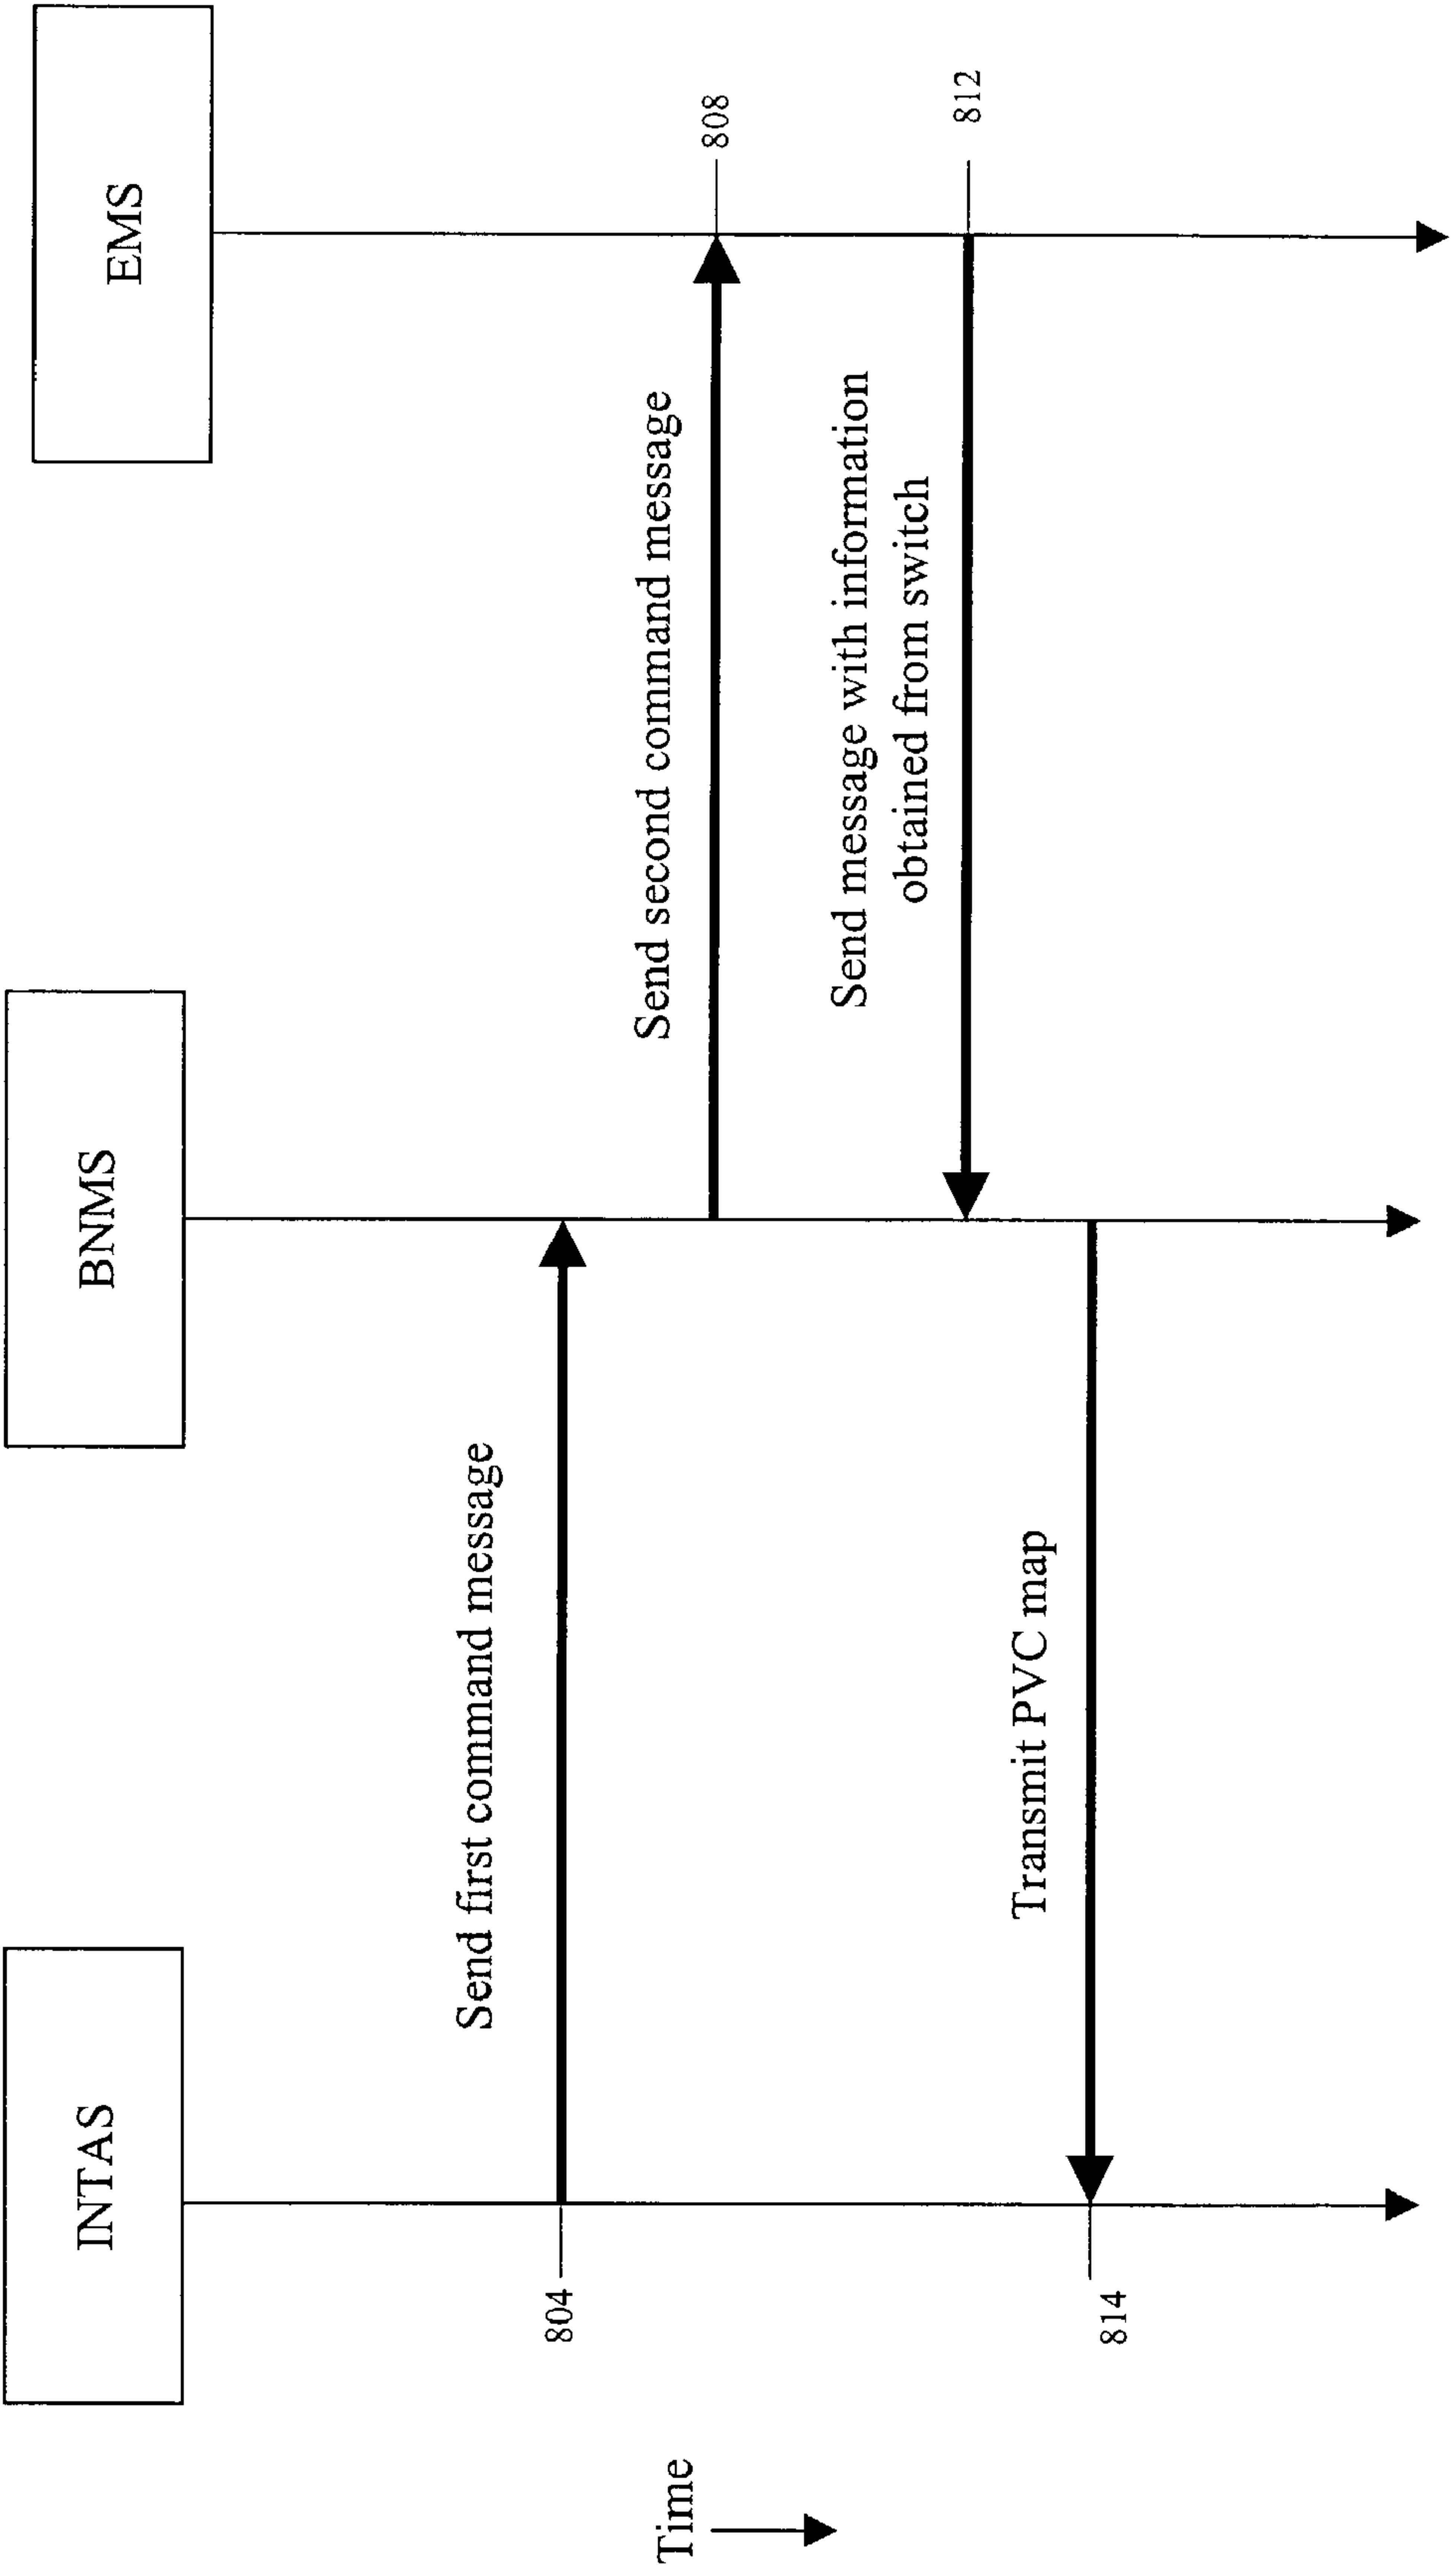 INTAS
BNMS
EMS
Time
Send first command message
804
Send second command message
808
Send message with information
obtained from switch
812
Transmit PVC map
814